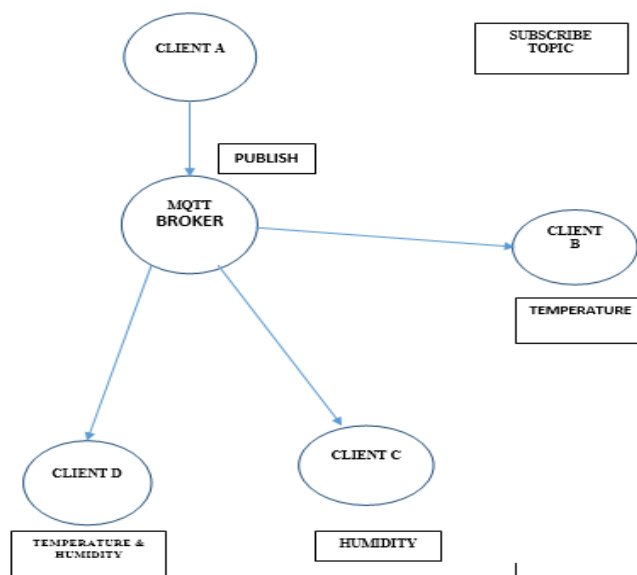 CLIENT A
SUBSCRIBE
TOPIC
PUBLISH
MQTT
BROKER
CLIENT
B
TEMPERATURE
CLIENT D
CLIENT C
TEMPERATURE &
HUMIDITY
HUMIDITY